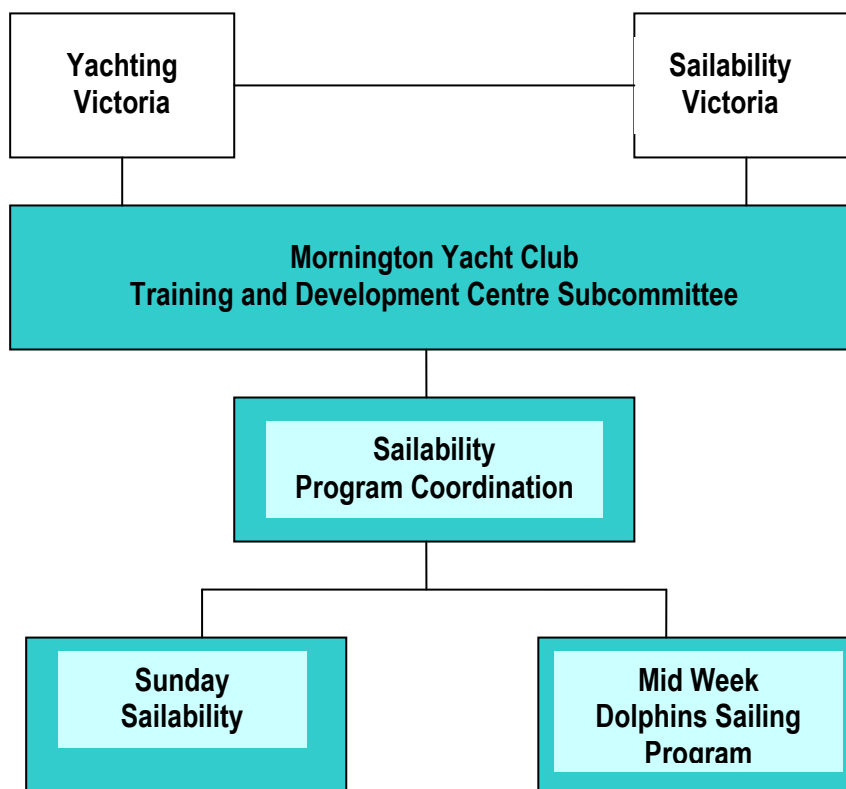 Yachting
Victoria
Sailability
Victoria
Mornington Yacht Club
Training and Development Centre Subcommittee
Sailability
Program Coordination
Sunday
Sailability
Mid Week
Dolphins Sailing
Program